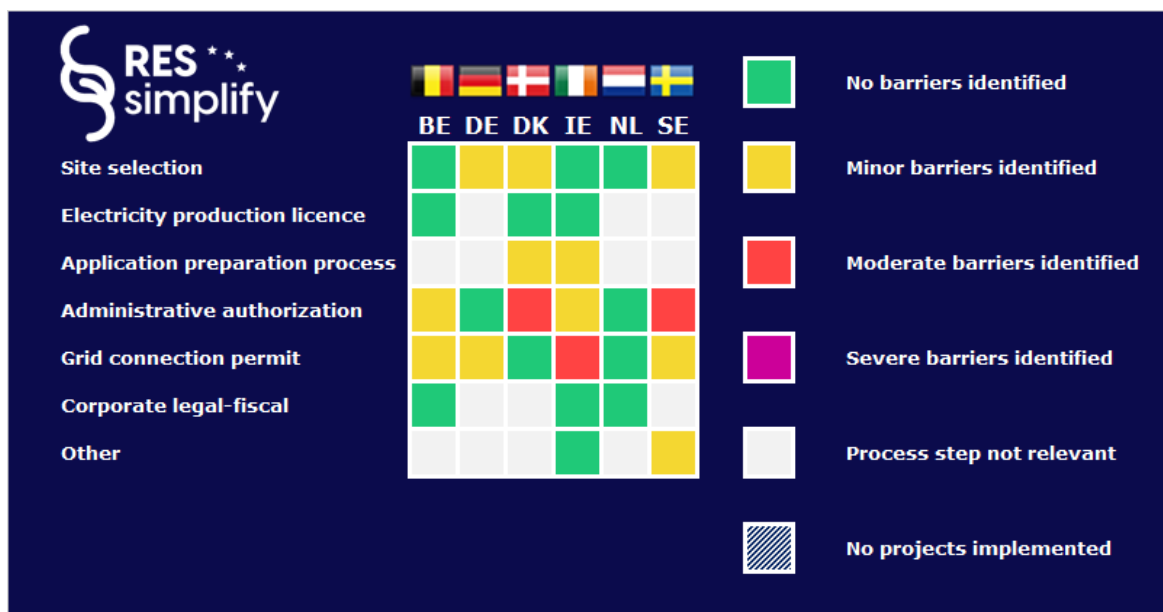 RES
simplify
BE DE DK IE NL SE
No barriers identified
Site selection
Minor barriers identified
Electricity production licence
Application preparation process
Moderate barriers identified
Administrative authorization
Grid connection permit
Severe barriers identified
Corporate legal-fiscal
Other
Process step not relevant
No projects implemented